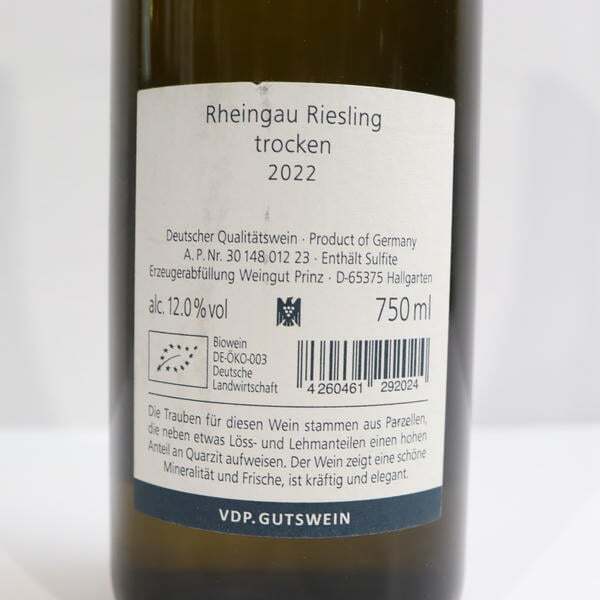 Rheingau Riesling
trocken
2022
Deutscher Qualitätswein · Product of Germany
A. P. Nr. 30 148 012 23 · Enthält Sulfite
Erzeugerabfüllung Weingut Prinz · D-65375 Hallgarten
alc. 12.0 % vol
750 ml
Biowein
DE-ÖKO-003
Deutsche
Landwirtschaft
4 260461 292024
Die Trauben für diesen Wein stammen aus Parzellen,
die neben etwas Löss- und Lehmanteilen einen hohen
Anteil an Quarzit aufweisen. Der Wein zeigt eine schöne
Mineralität und Frische, ist kräftig und elegant.
VDP.GUTSWEIN